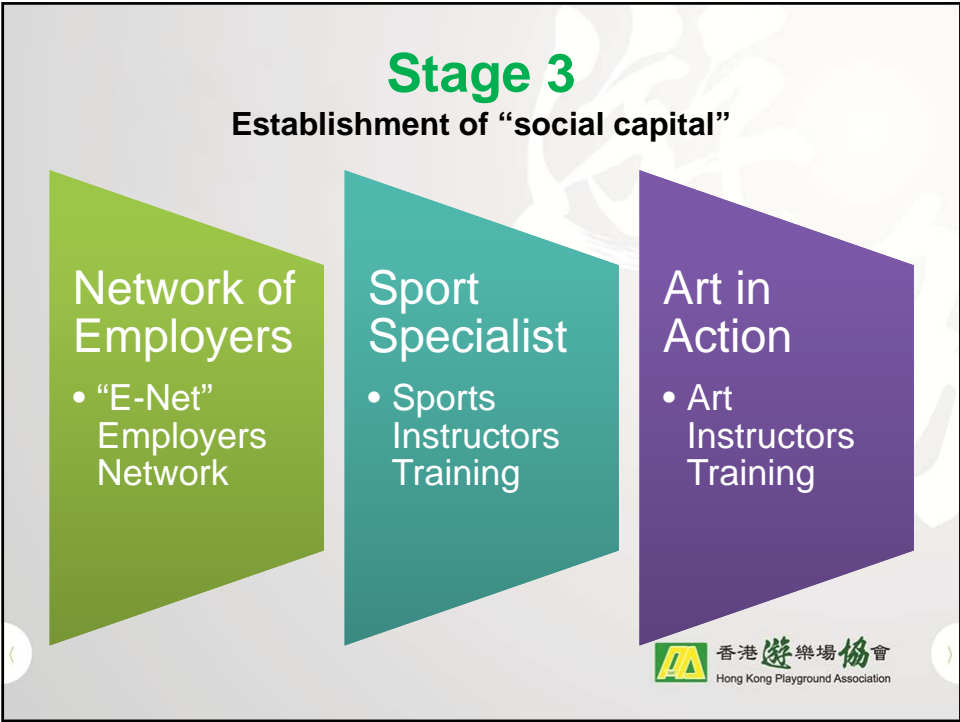 Stage 3
Establishment of “social capital”
Network of
Employers
• “E-Net”
Employers
Network
Sport
Specialist
• Sports
Instructors
Training
Art in
Action
• Art
Instructors
Training
香港遊樂場協會
Hong Kong Playground Association